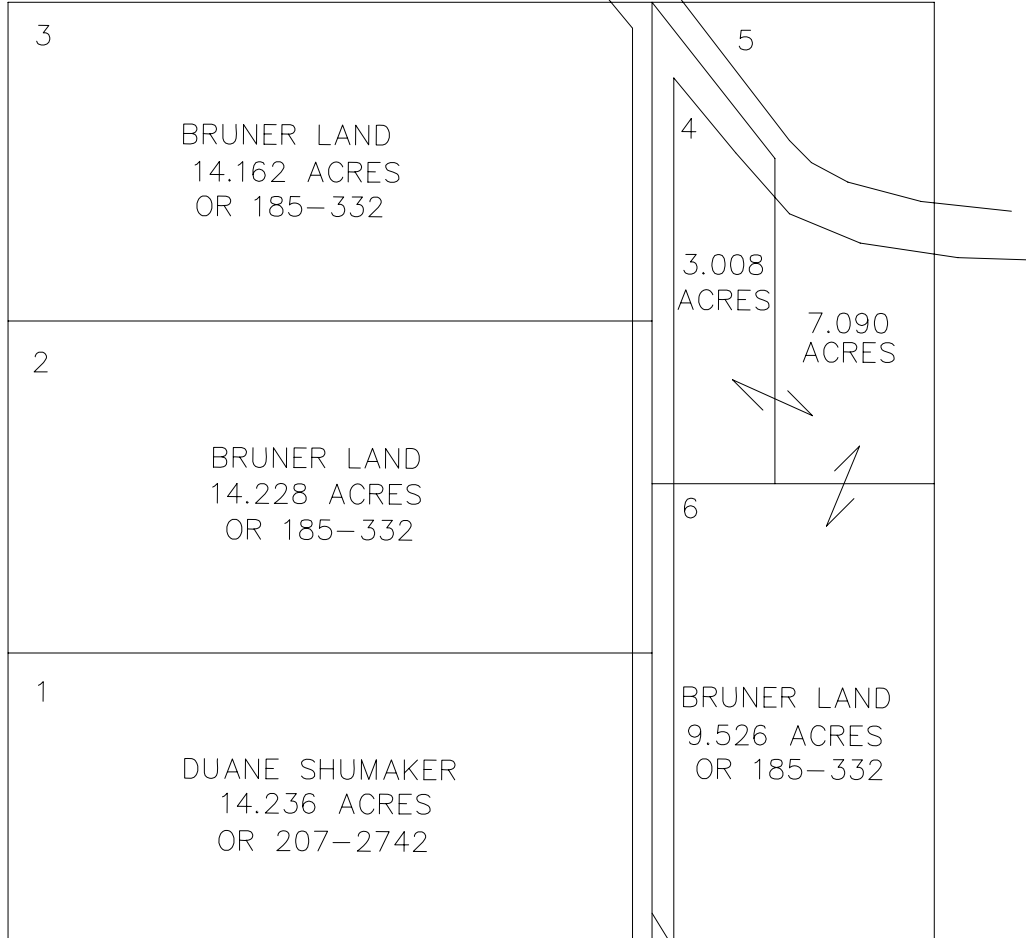 3
BRUNER LAND
14.162 ACRES
OR 185-332
5
4
3.008
ACRES
7.090
ACRES
2
BRUNER LAND
14.228 ACRES
OR 185-332
6
BRUNER LAND
9.526 ACRES
OR 185-332
1
DUANE SHUMAKER
14.236 ACRES
OR 207-2742